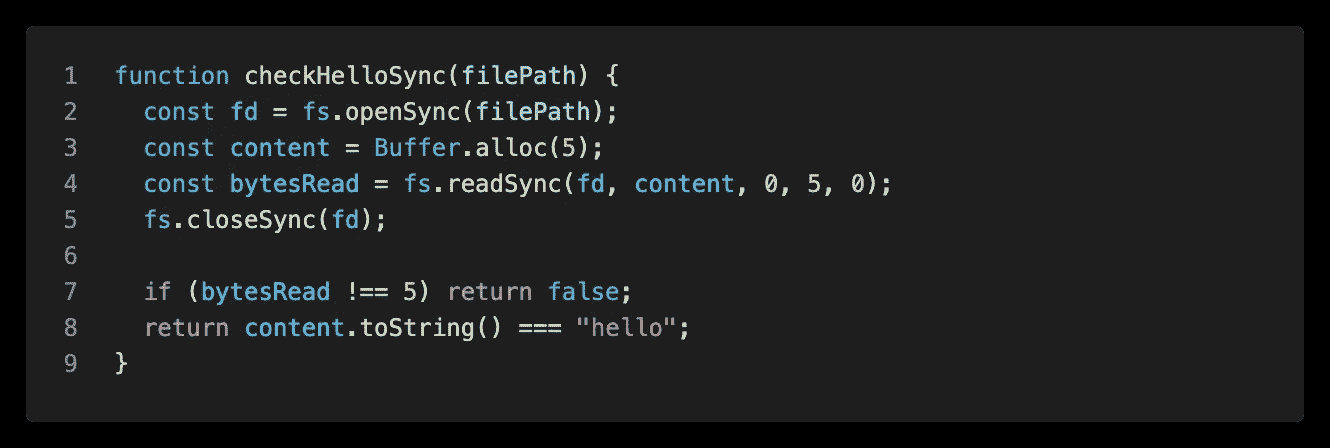 1 function checkHelloSync(filePath) {
2 const fd = fs.openSync(filePath);
3 const content = Buffer.alloc(5);
4 const bytesRead = fs.readSync(fd, content, 0, 5, 0);
5 fs.closeSync(fd);
6
7 if (bytesRead !== 5) return false;
8 return content.toString() === "hello";
9 }